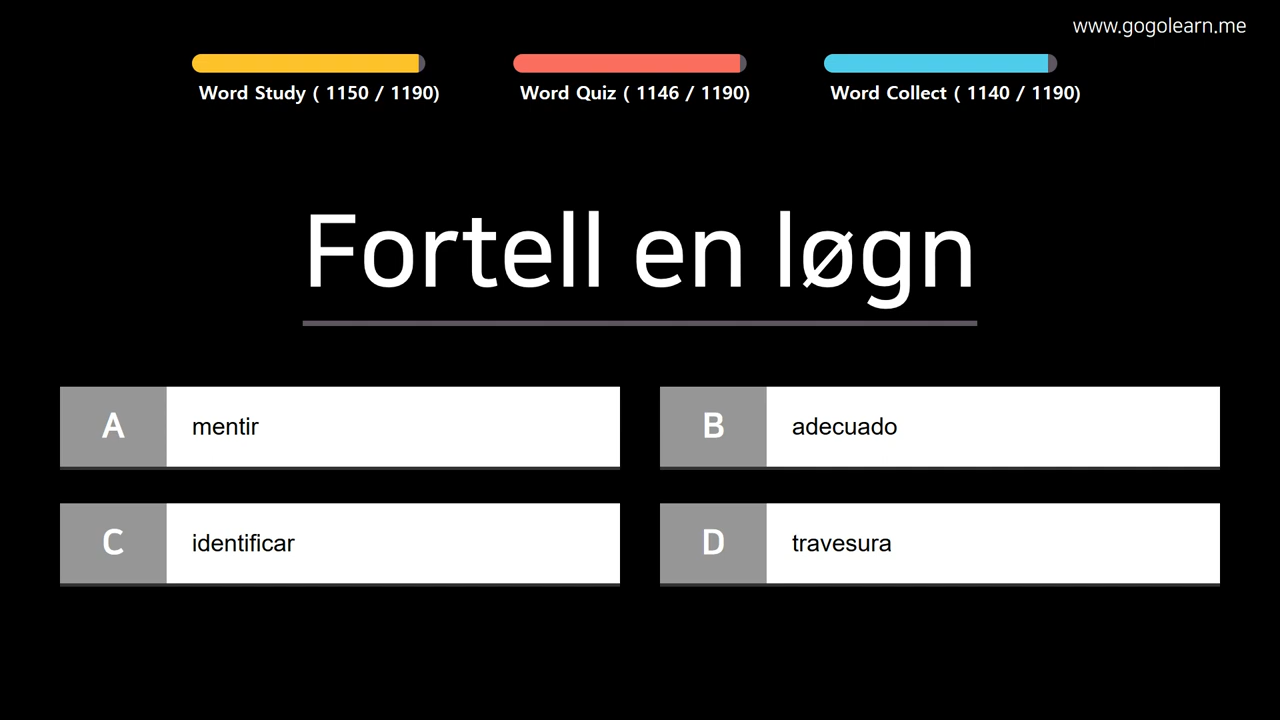 www.gogolearn.me
Word Study ( 1150 / 1190)
Word Quiz ( 1146 / 1190)
Word Collect ( 1140 / 1190)
Fortell en løgn
A mentir
B adecuado
C identificar
D travesura